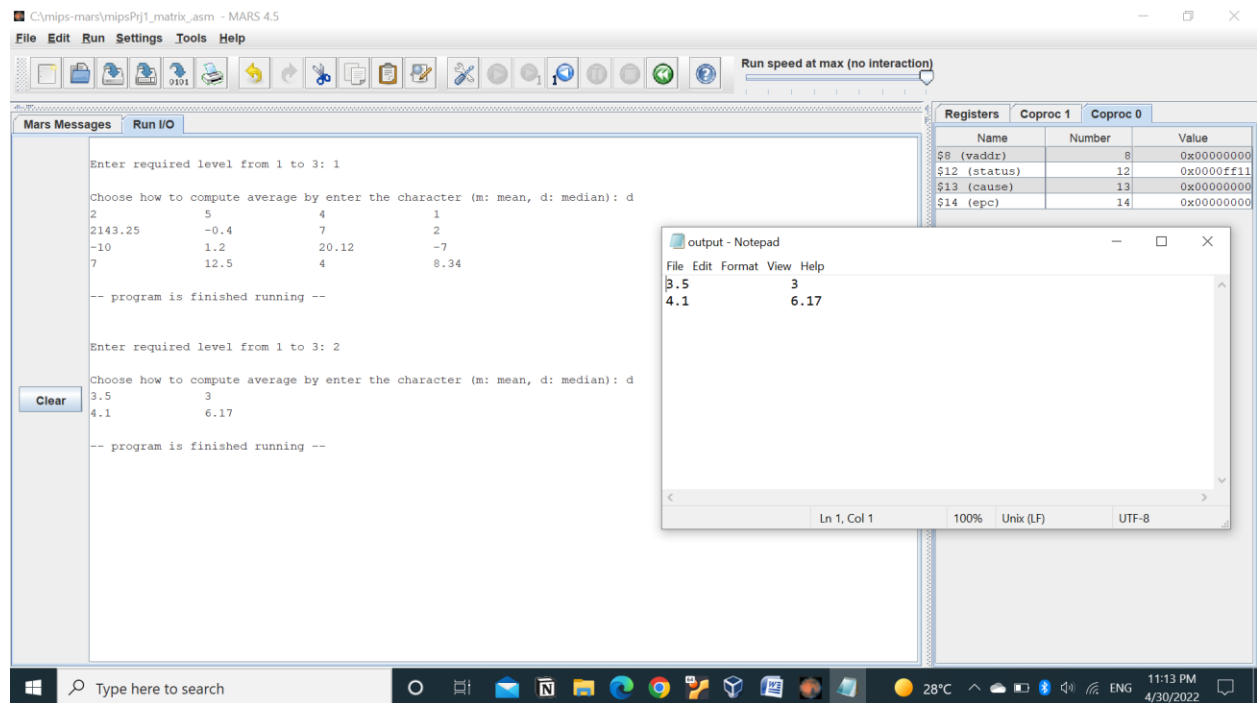 C:\mips-mars\mipsPrj1_matrix_.asm - MARS 4.5
File Edit Run Settings Tools Help
Run speed at max (no interaction)
Mars Messages Run I/O
Enter required level from 1 to 3: 1
Choose how to compute average by enter the character (m: mean, d: median): d
2 5 4 1
2143.25 -0.4 7 2
-10 1.2 20.12 -7
7 12.5 4 8.34
-- program is finished running --
Enter required level from 1 to 3: 2
Choose how to compute average by enter the character (m: mean, d: median): d
3.5 3
4.1 6.17
-- program is finished running --
Clear
Registers Coproc 1 Coproc 0
Name Number Value
$8 (vaddr) 8 0x00000000
$12 (status) 12 0x0000ff11
$13 (cause) 13 0x00000000
$14 (epc) 14 0x00000000
output - Notepad
File Edit Format View Help
3.5 3
4.1 6.17
Ln 1, Col 1 100% Unix (LF) UTF-8
Type here to search
28°C ENG 11:13 PM
4/30/2022